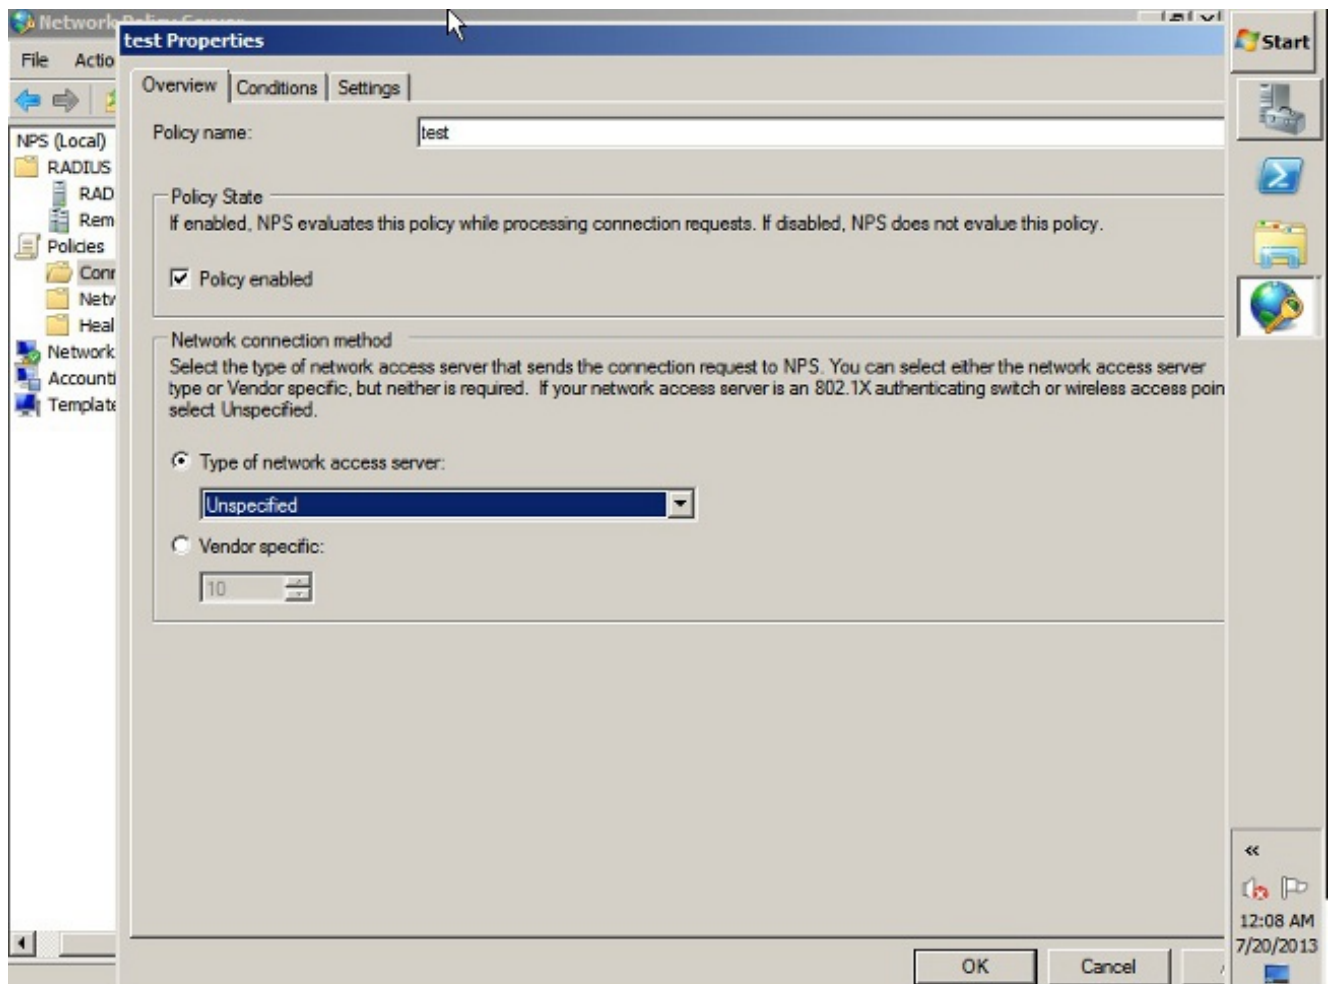 Network Policy Server
test Properties
Start
File Actio
Overview Conditions Settings
Policy name: test
NPS (Local)
RADIUS
RAD
Rem
Policies
Conn
Netw
Heal
Network
Accounti
Template
Policy State
If enabled, NPS evaluates this policy while processing connection requests. If disabled, NPS does not evalue this policy.
Policy enabled
Network connection method
Select the type of network access server that sends the connection request to NPS. You can select either the network access server
type or Vendor specific, but neither is required. If your network access server is an 802.1X authenticating switch or wireless access poin
select Unspecified.
Type of network access server:
Unspecified
Vendor specific:
10
OK Cancel
12:08 AM
7/20/2013